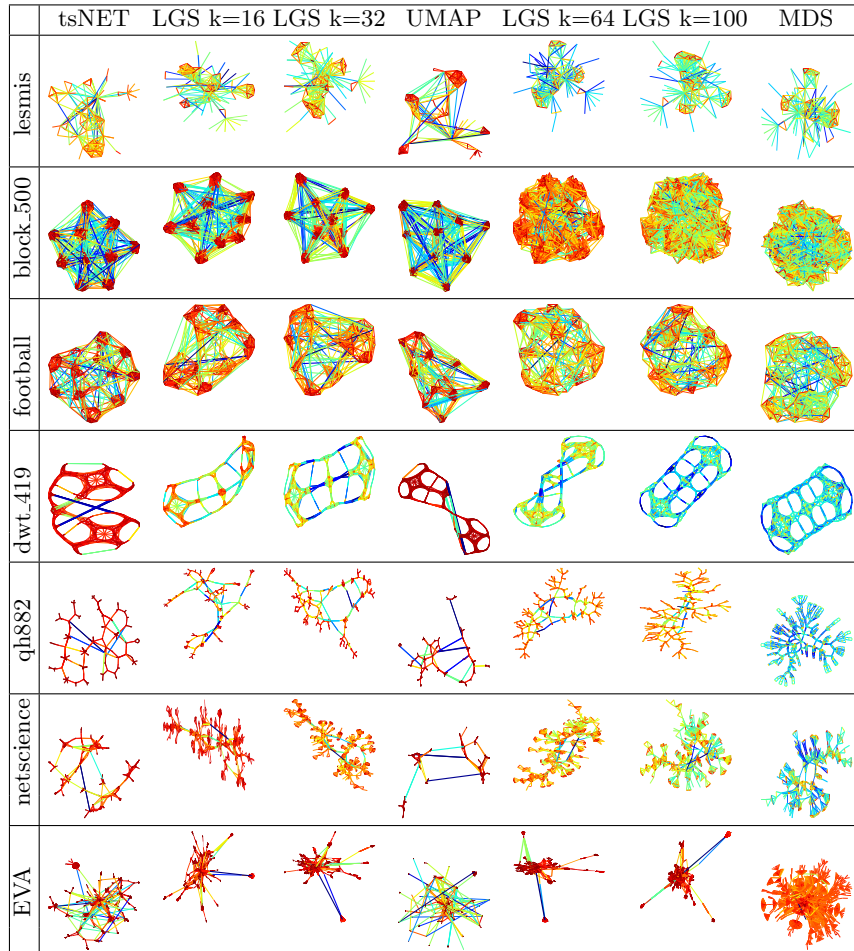 tsNET LGS k=16 LGS k=32 UMAP LGS k=64 LGS k=100 MDS
lesmis
block_500
football
dwt_419
qh882
netscience
EVA